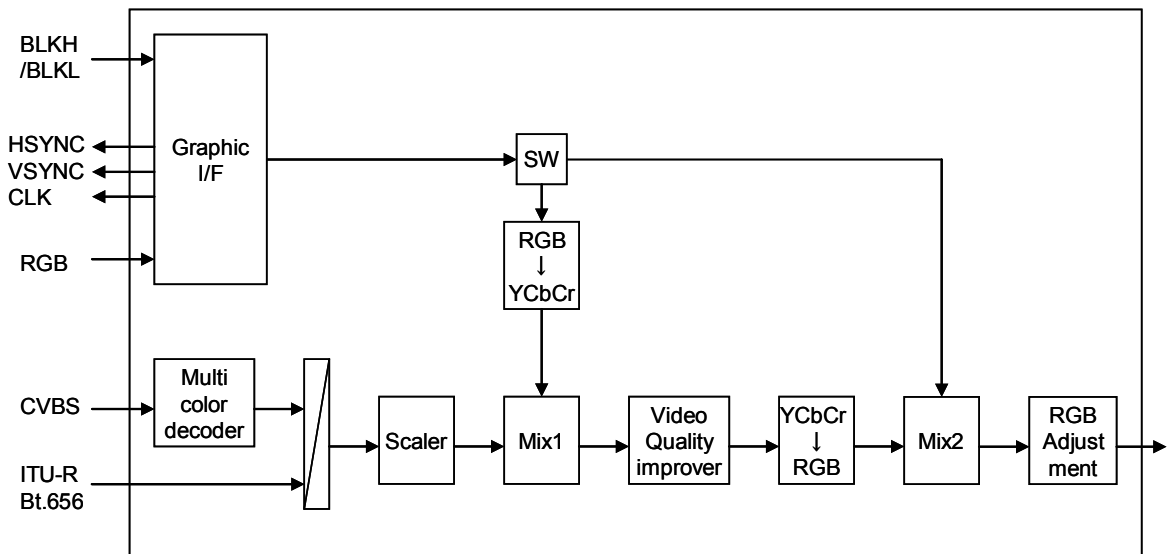 BLKH
/BLKL
HSYNC
VSYNC
CLK
RGB
Graphic
I/F
SW
RGB
↓
YCbCr
CVBS
ITU-R
Bt.656
Multi
color
decoder
Scaler
Mix1
Video
Quality
improver
YCbCr
↓
RGB
Mix2
RGB
Adjust
ment